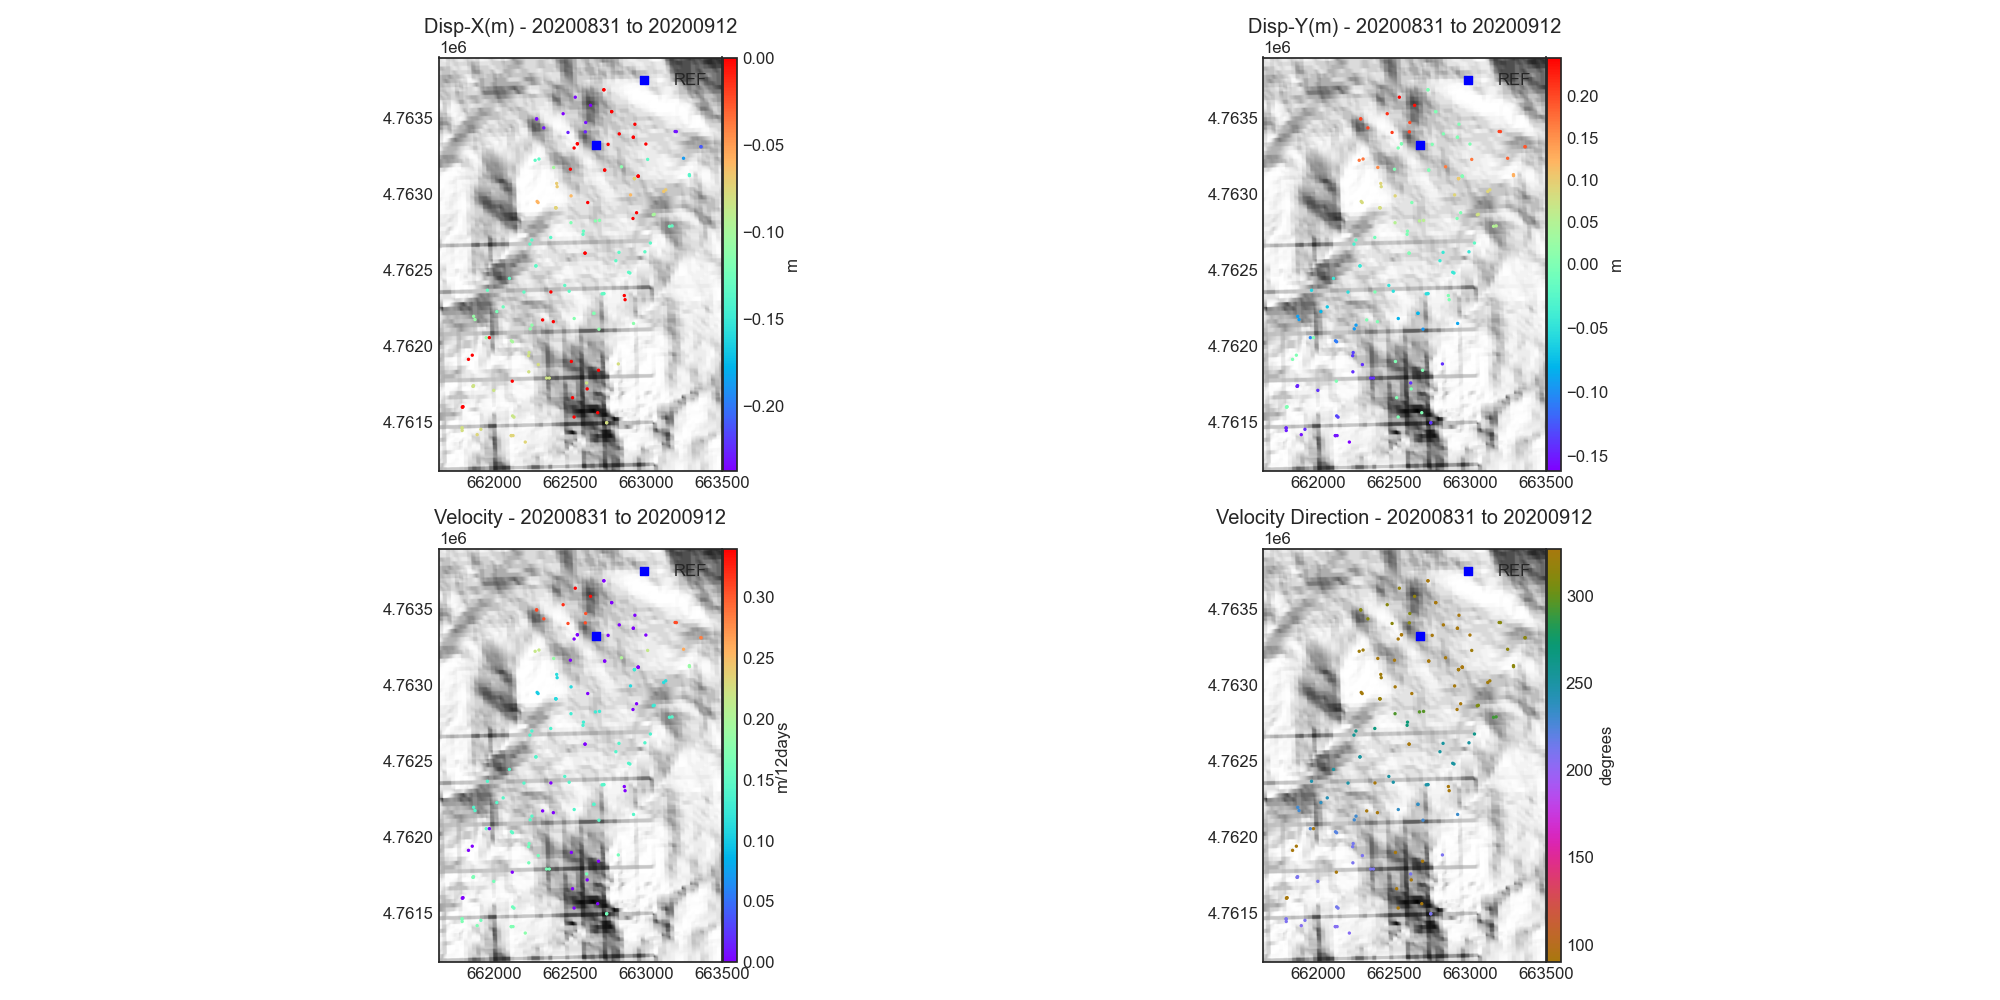 Disp-X(m) - 20200831 to 20200912
1e6
REF
4.7635
4.7630
4.7625
4.7620
4.7615
662000 662500 663000 663500
0.00
−0.05
−0.10
−0.15
−0.20
m
Disp-Y(m) - 20200831 to 20200912
1e6
REF
4.7635
4.7630
4.7625
4.7620
4.7615
662000 662500 663000 663500
0.20
0.15
0.10
0.05
0.00
−0.05
−0.10
−0.15
m
Velocity - 20200831 to 20200912
1e6
REF
4.7635
4.7630
4.7625
4.7620
4.7615
662000 662500 663000 663500
0.30
0.25
0.20
0.15
0.10
0.05
0.00
m/12days
Velocity Direction - 20200831 to 20200912
1e6
REF
4.7635
4.7630
4.7625
4.7620
4.7615
662000 662500 663000 663500
300
250
200
150
100
degrees